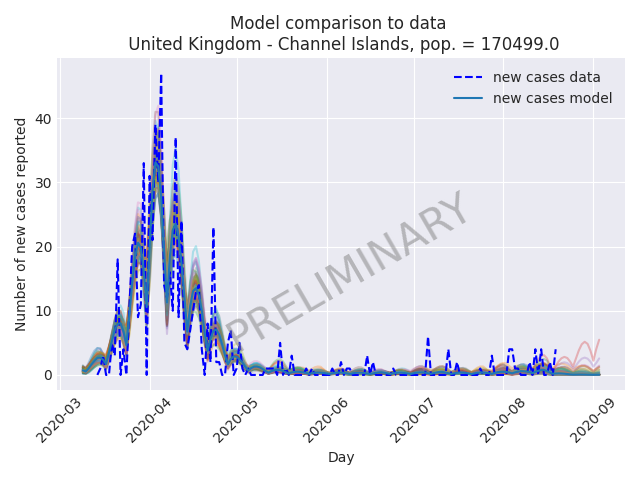 Model comparison to data
United Kingdom - Channel Islands, pop. = 170499.0
new cases data
new cases model
Number of new cases reported
40
30
20
10
0
PRELIMINARY
2020-03
2020-04
2020-05
2020-06
2020-07
2020-08
2020-09
Day